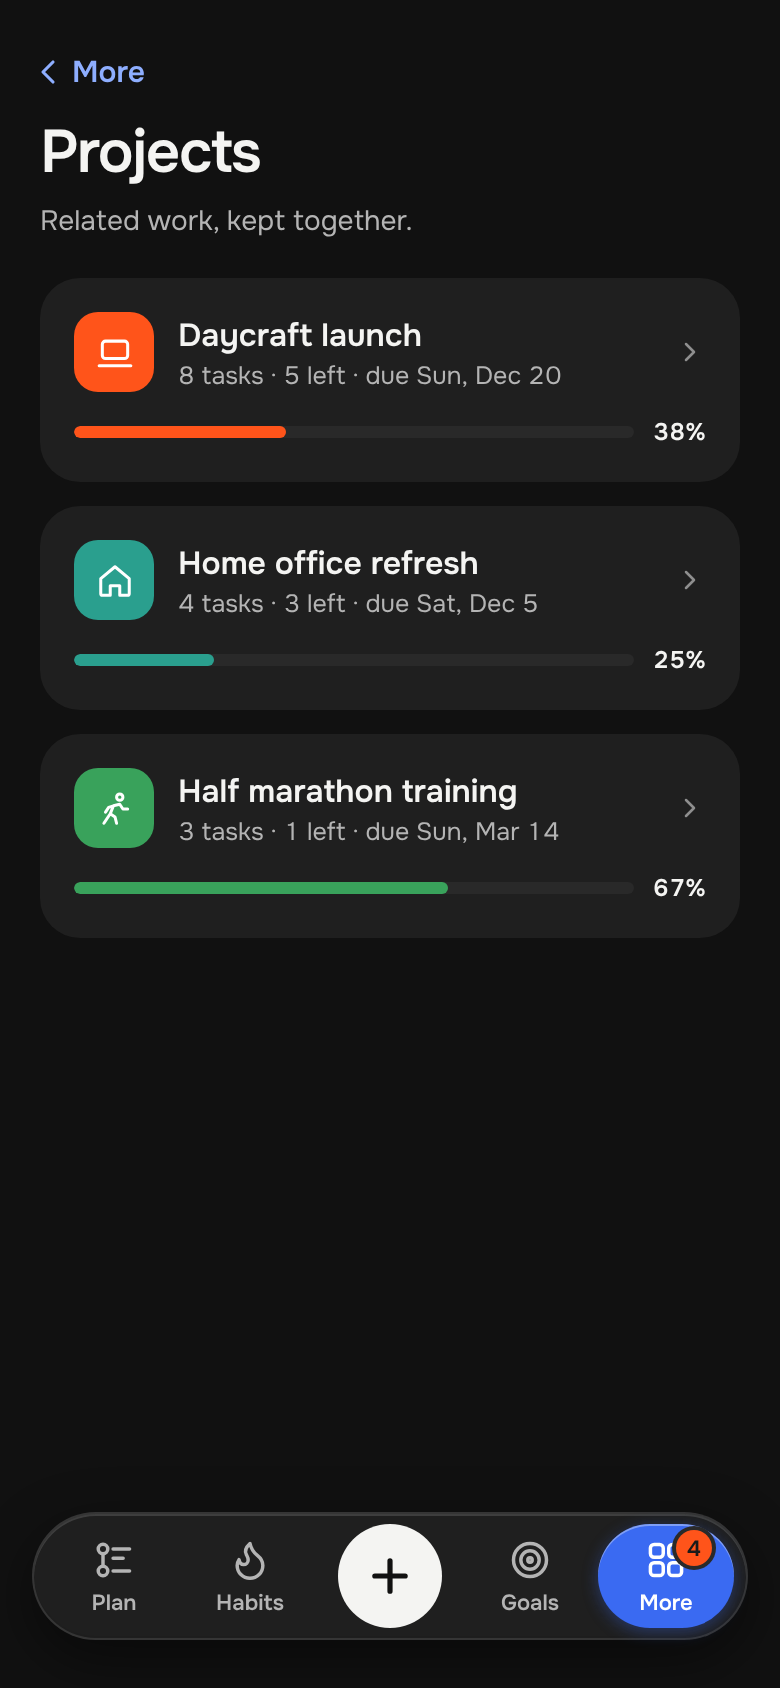 More
Projects
Related work, kept together.
Daycraft launch
8 tasks · 5 left · due Sun, Dec 20
38%
Home office refresh
4 tasks · 3 left · due Sat, Dec 5
25%
Half marathon training
3 tasks · 1 left · due Sun, Mar 14
67%
4
Plan Habits Goals More